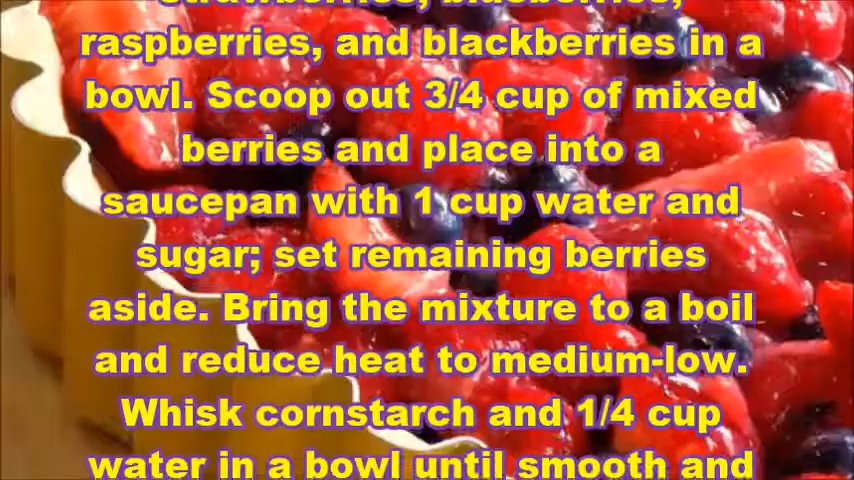 strawberries, blueberries,
raspberries, and blackberries in a
bowl. Scoop out 3/4 cup of mixed
berries and place into a
saucepan with 1 cup water and
sugar; set remaining berries
aside. Bring the mixture to a boil
and reduce heat to medium-low.
Whisk cornstarch and 1/4 cup
water in a bowl until smooth and